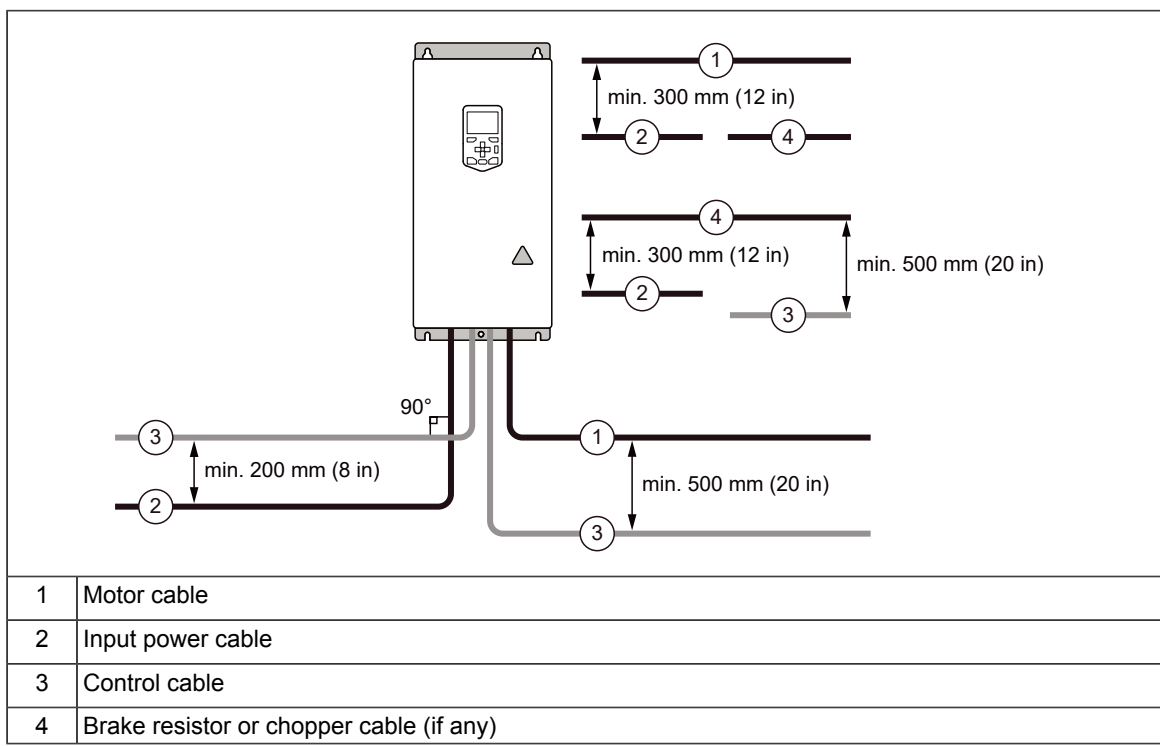 1
min. 300 mm (12 in)
2
4
4
min. 300 mm (12 in)
min. 500 mm (20 in)
2
3
90°
3
1
min. 200 mm (8 in)
min. 500 mm (20 in)
2
3
1 Motor cable
2 Input power cable
3 Control cable
4 Brake resistor or chopper cable (if any)